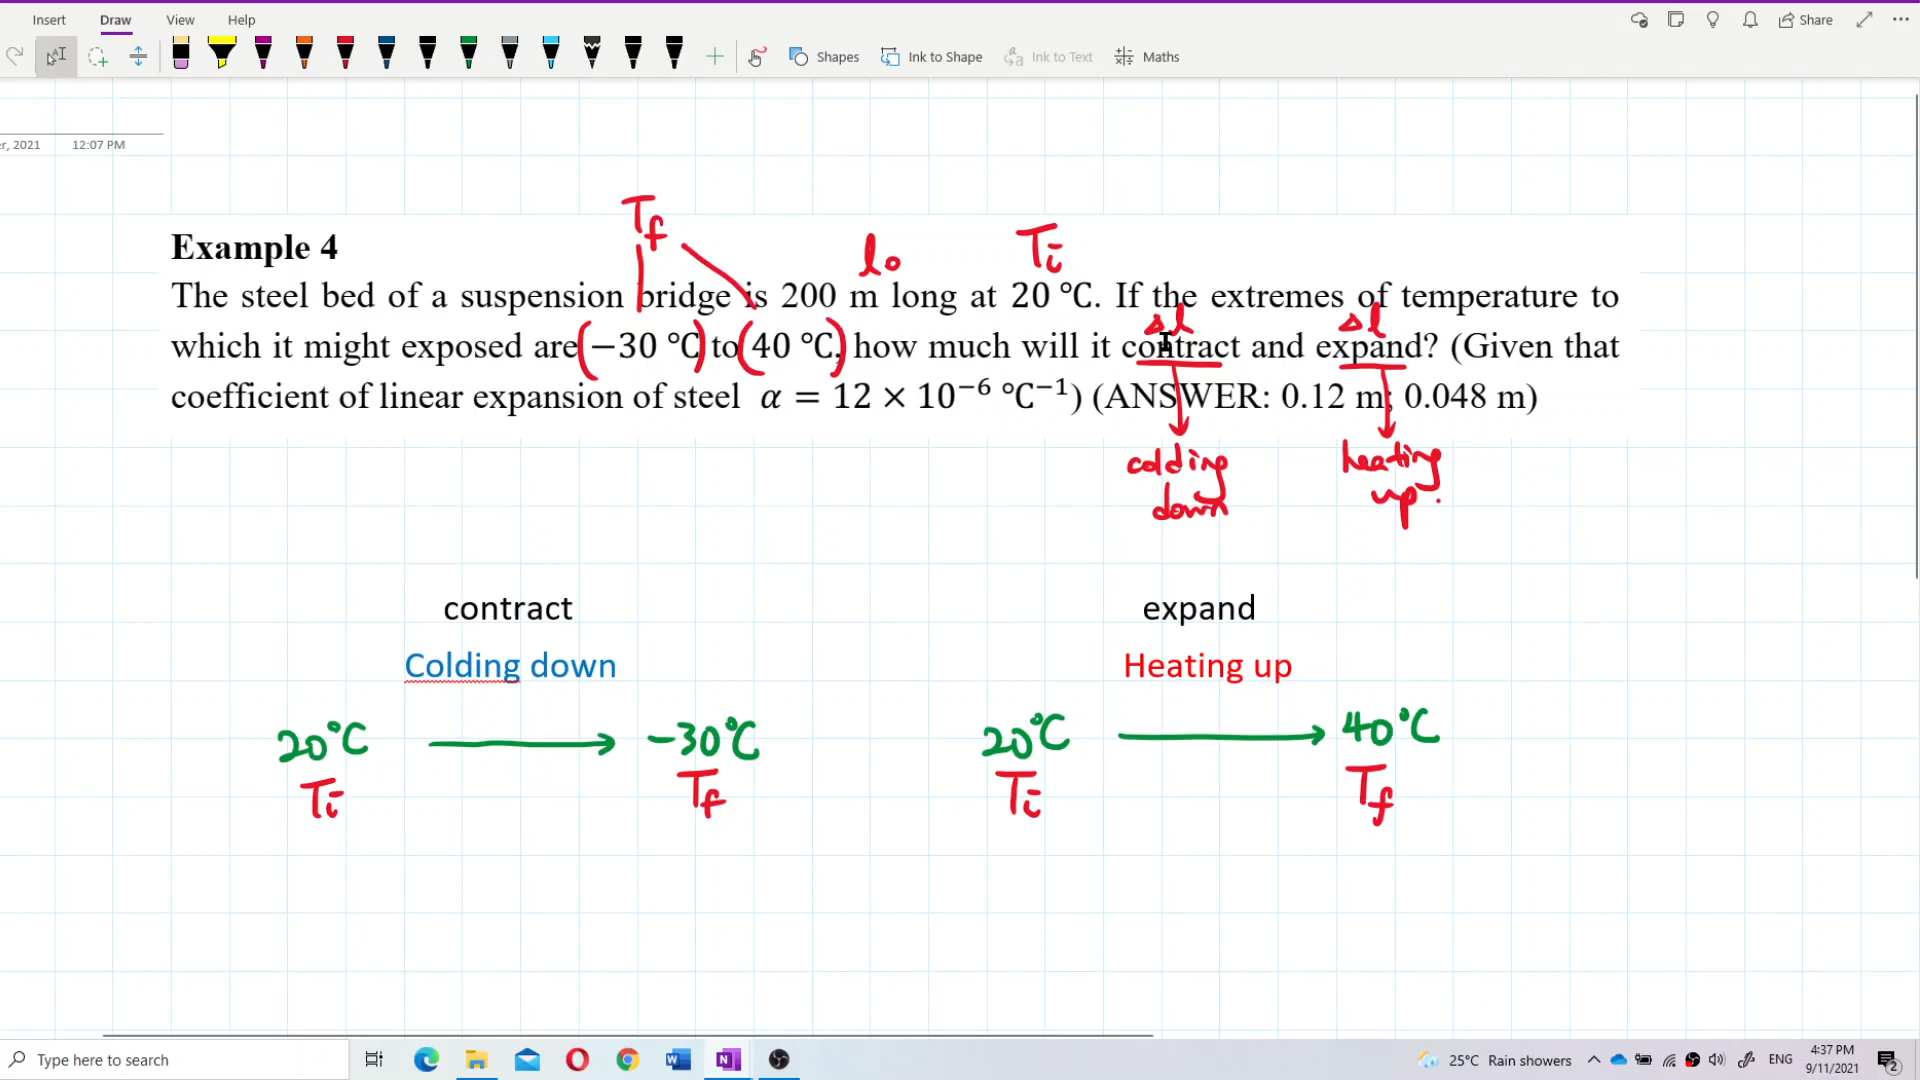 Insert Draw View Help Share
Shapes Ink to Shape Ink to Text Maths
er, 2021 12:07 PM
Tf
l₀ Ti
Example 4
The steel bed of a suspension bridge is 200 m long at 20 °C. If the extremes of temperature to
Δl Δl
which it might exposed are (−30 °C) to (40 °C, how much will it contract and expand? (Given that
coefficient of linear expansion of steel α = 12 × 10⁻⁶ °C⁻¹) (ANSWER: 0.12 m; 0.048 m)
colding heating
down up.
contract expand
Colding down Heating up
20°C → -30°C 20°C → 40°C
Ti Tf Ti Tf
Type here to search 25°C Rain showers ENG 4:37 PM
9/11/2021 2